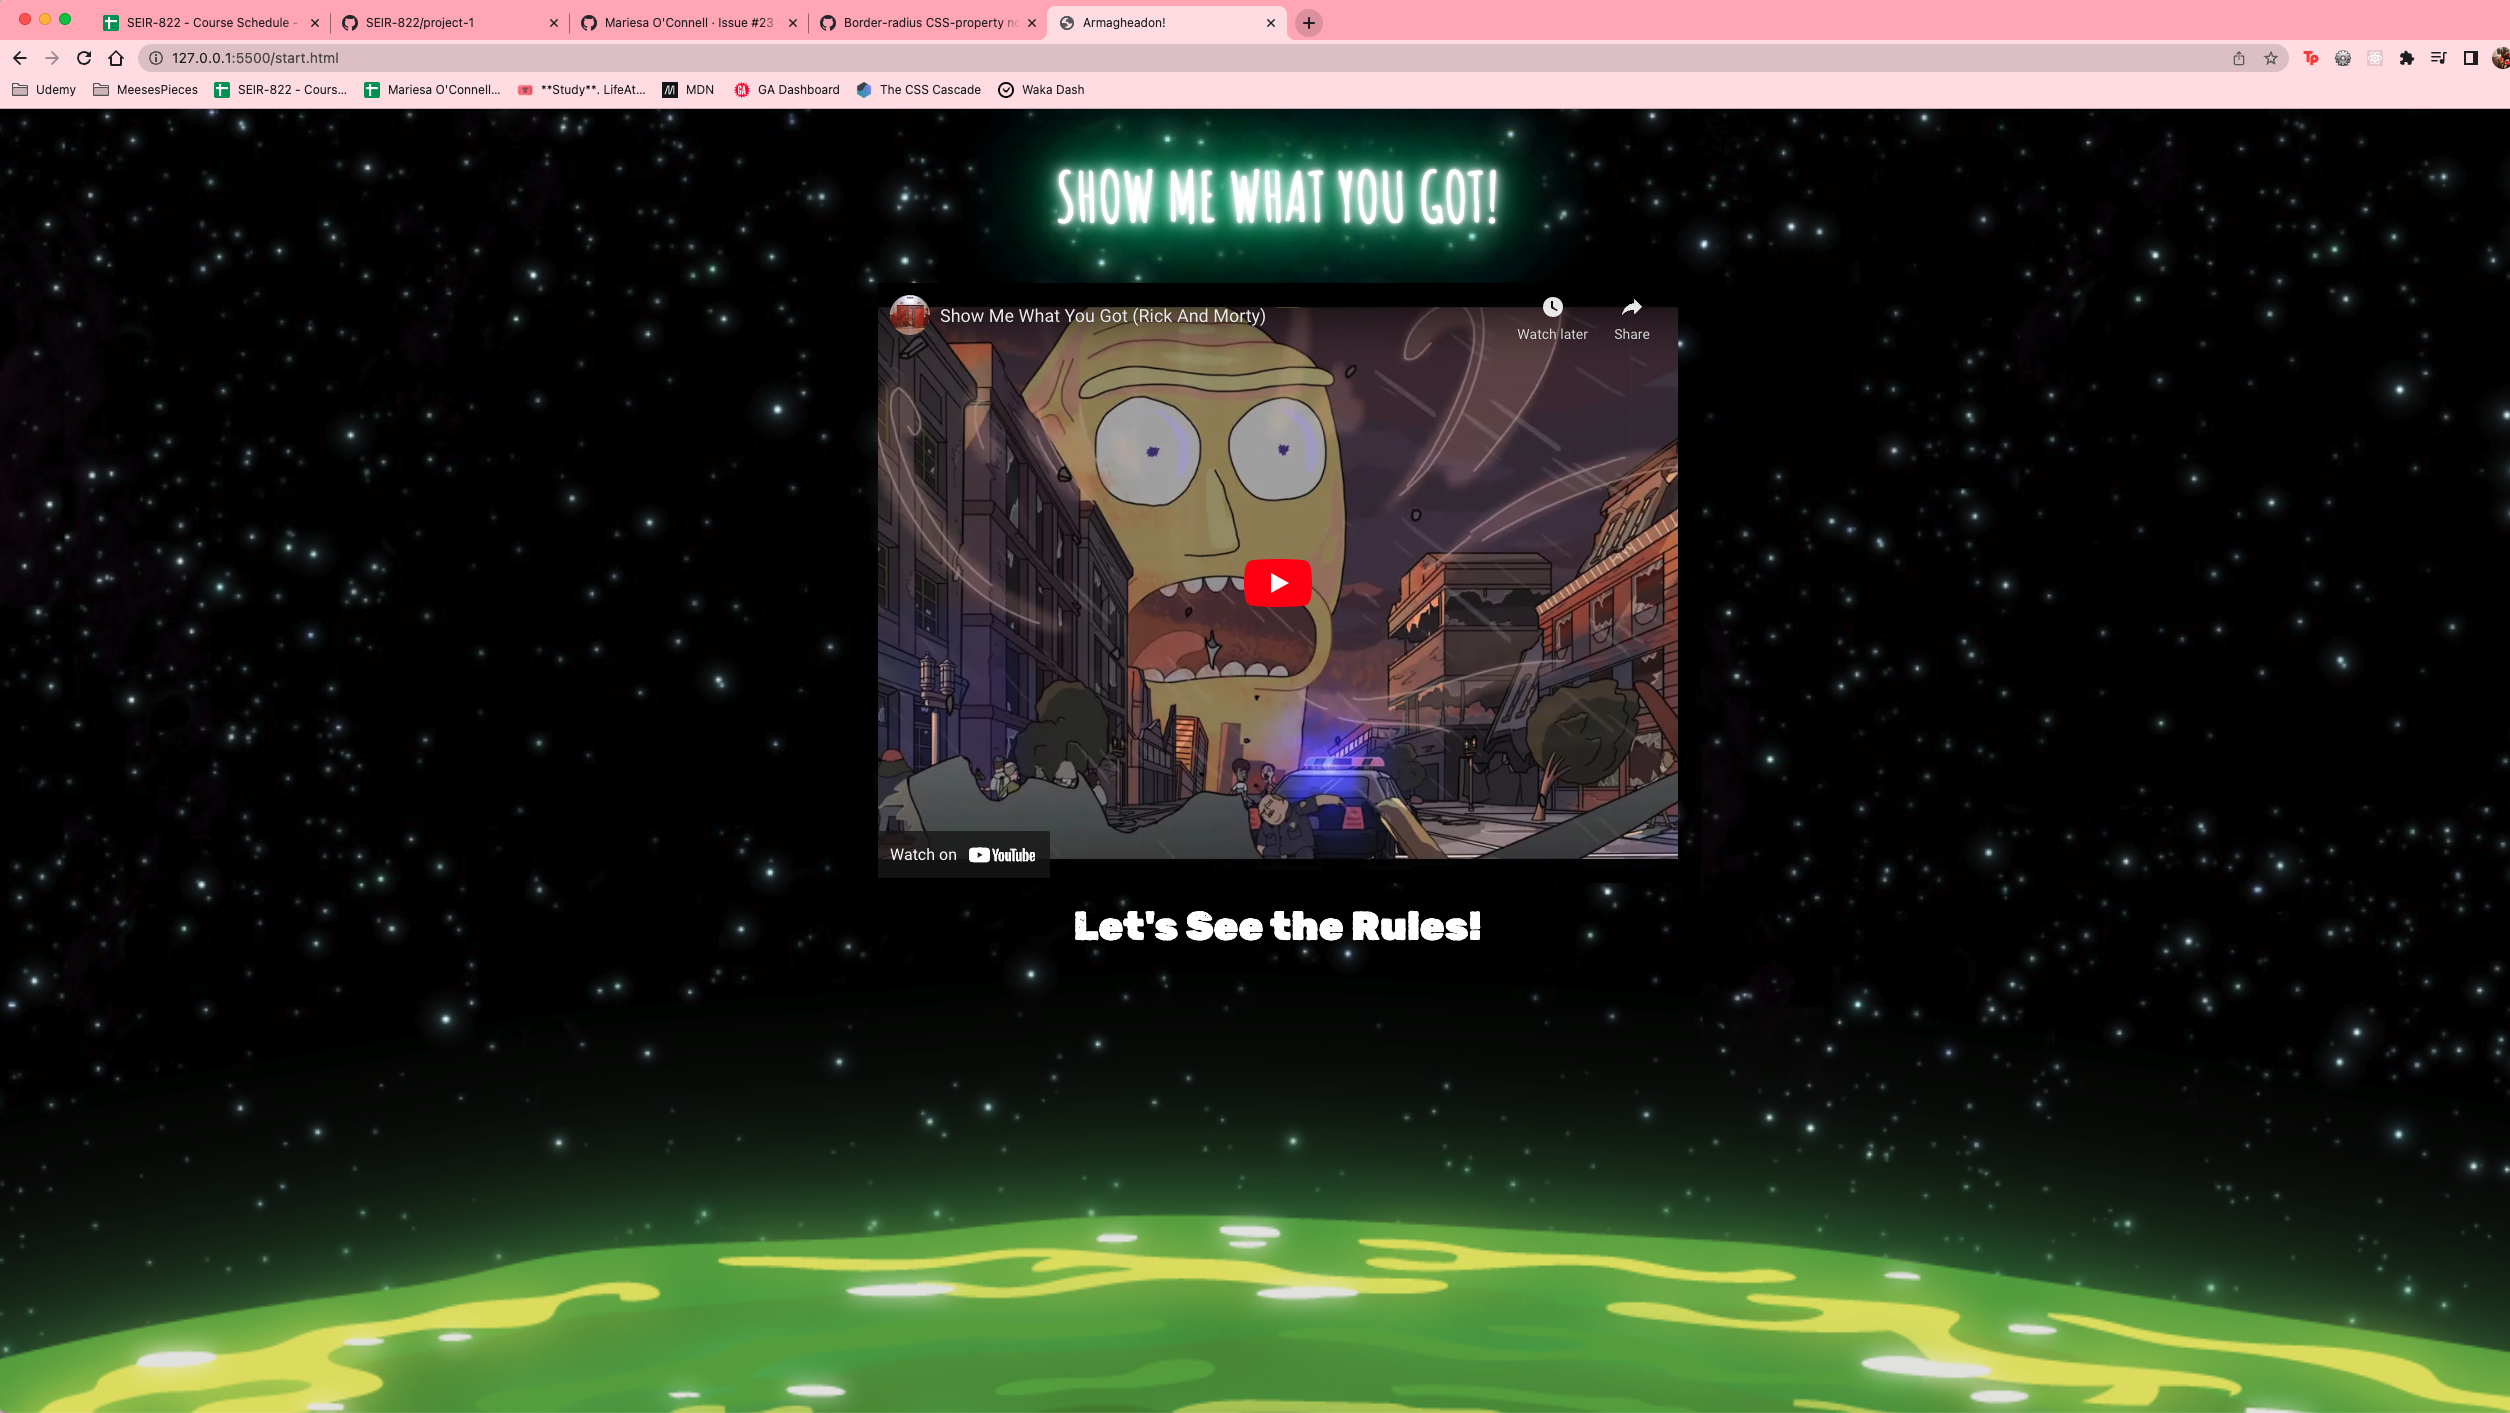 SEIR-822 - Course Schedule -
SEIR-822/project-1
Mariesa O'Connell · Issue #23
Border-radius CSS-property no
Armagheadon!
127.0.0.1:5500/start.html
Udemy
MeesesPieces
SEIR-822 - Cours...
Mariesa O'Connell...
**Study**. LifeAt...
MDN
GA Dashboard
The CSS Cascade
Waka Dash
SHOW ME WHAT YOU GOT!
Show Me What You Got (Rick And Morty)
Watch later
Share
Watch on YouTube
Let's See the Rules!